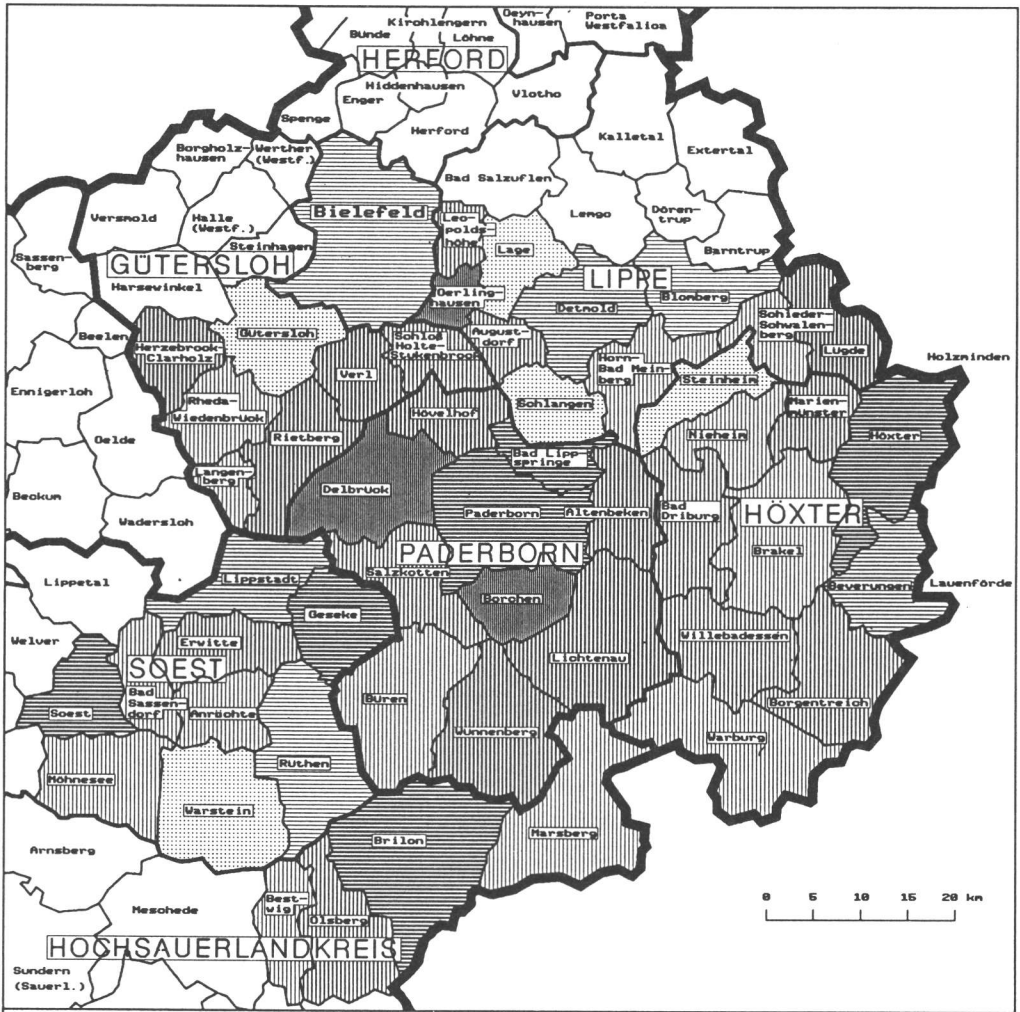 Oeyn-
hausen
Porta
Westfalica
Kirchlengern
Bünde
Löhne
HERFORD
Hiddenhausen
Enger
Vlotho
Spenge
Herford
Kalletal
Extertal
Borgholz-
hausen
Werther
(Westf.)
Bad Salzuflen
Versmold
Halle
(Westf.)
Bielefeld
Leo-
polds-
höhe
Lemgo
Dören-
trup
Steinhagen
Lage
Barntrup
Sassen-
berg
GÜTERSLOH
Harsewinkel
LIPPE
Oerling-
hausen
Detmold
Blomberg
Beelen
Gütersloh
Schloß
Holte-
Stukenbrock
August-
dorf
Schieder-
Schwalen-
berg
Herzebrock-
Clarholz
Lügde
Holzminden
Verl
Horn-
Bad Mein-
berg
Steinheim
Ennigerloh
Rheda-
Wiedenbrück
Hövelhof
Schlangen
Marien-
münster
Oelde
Rietberg
Nieheim
Höxter
Langen-
berg
Bad Lipp-
springe
Beckum
Delbrück
Wadersloh
Paderborn
Altenbeken
Bad
Driburg
HÖXTER
PADERBORN
Brakel
Lippetal
Lippstadt
Salzkotten
Beverungen
Lauenförde
Geseke
Borchen
Welver
Erwitte
Willebadessen
SOEST
Lichtenau
Bad
Sassen-
dorf
Soest
Anröchte
Büren
Borgentreich
Wünnenberg
Warburg
Möhnesee
Rüthen
Warstein
Marsberg
Brilon
Arnsberg
Best-
wig
Meschede
Olsberg
0 5 10 15 20 km
HOCHSAUERLANDKREIS
Sundern
(Sauerl.)